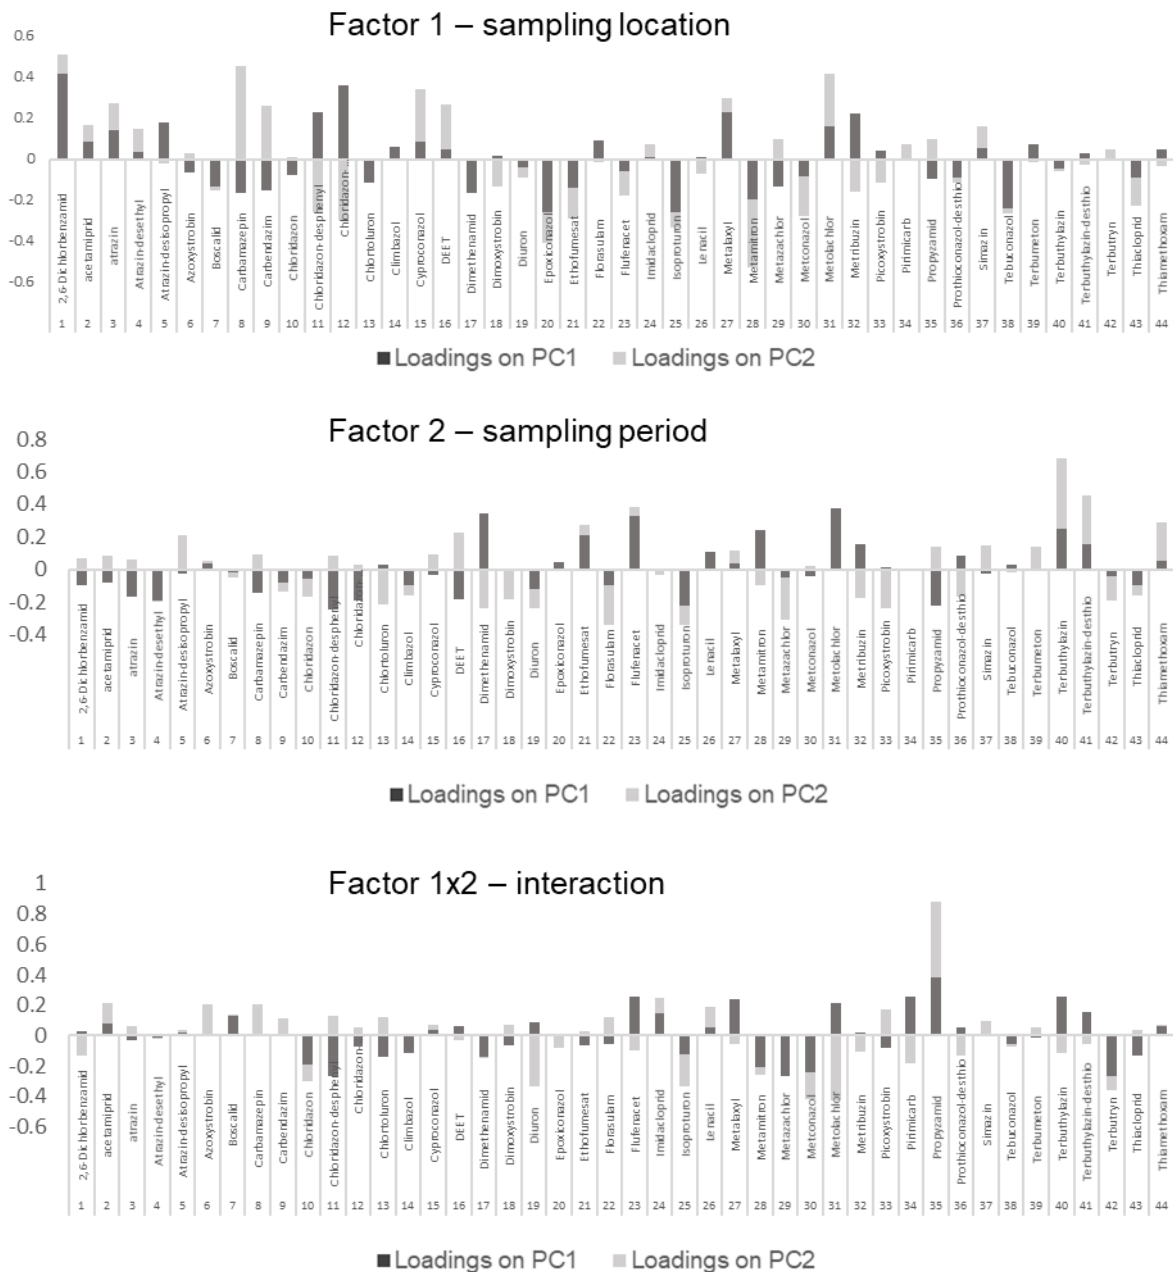 Factor 1 – sampling location
0.6
0.4
0.2
0
-0.2
-0.4
-0.6
2,6-Dichlorbenzamid
acetamiprid
atrazin
Atrazin-desethyl
Atrazin-desisopropyl
Azoxystrobin
Boscalid
Carbamazepin
Carbendazim
Chloridazon
Chloridazon-desphenyl
Chloridazon-...
Chlortoluron
Climbazol
Cyproconazol
DEET
Dimethenamid
Dimoxystrobin
Diuron
Epoxiconazol
Ethofumesat
Florasulam
Flufenacet
Imidacloprid
Isoproturon
Lenacil
Metalaxyl
Metamitron
Metazachlor
Metconazol
Metolachlor
Metribuzin
Picoxystrobin
Pirimicarb
Propyzamid
Prothioconazol-desthio
Simazin
Tebuconazol
Terbumeton
Terbuthylazin
Terbuthylazin-desthio
Terbutryn
Thiacloprid
Thiamethoxam
1 2 3 4 5 6 7 8 9 10 11 12 13 14 15 16 17 18 19 20 21 22 23 24 25 26 27 28 29 30 31 32 33 34 35 36 37 38 39 40 41 42 43 44
Loadings on PC1 Loadings on PC2
Factor 2 – sampling period
0.8
0.6
0.4
0.2
0
-0.2
-0.4
2,6-Dichlorbenzamid
acetamiprid
atrazin
Atrazin-desethyl
Atrazin-desisopropyl
Azoxystrobin
Boscalid
Carbamazepin
Carbendazim
Chloridazon
Chloridazon-desphenyl
Chloridazon-...
Chlortoluron
Climbazol
Cyproconazol
DEET
Dimethenamid
Dimoxystrobin
Diuron
Epoxiconazol
Ethofumesat
Florasulam
Flufenacet
Imidacloprid
Isoproturon
Lenacil
Metalaxyl
Metamitron
Metazachlor
Metconazol
Metolachlor
Metribuzin
Picoxystrobin
Pirimicarb
Propyzamid
Prothioconazol-desthio
Simazin
Tebuconazol
Terbumeton
Terbuthylazin
Terbuthylazin-desthio
Terbutryn
Thiacloprid
Thiamethoxam
1 2 3 4 5 6 7 8 9 10 11 12 13 14 15 16 17 18 19 20 21 22 23 24 25 26 27 28 29 30 31 32 33 34 35 36 37 38 39 40 41 42 43 44
Loadings on PC1 Loadings on PC2
Factor 1x2 – interaction
1
0.8
0.6
0.4
0.2
0
-0.2
-0.4
-0.6
2,6-Dichlorbenzamid
acetamiprid
atrazin
Atrazin-desethyl
Atrazin-desisopropyl
Azoxystrobin
Boscalid
Carbamazepin
Carbendazim
Chloridazon
Chloridazon-desphenyl
Chloridazon-...
Chlortoluron
Climbazol
Cyproconazol
DEET
Dimethenamid
Dimoxystrobin
Diuron
Epoxiconazol
Ethofumesat
Florasulam
Flufenacet
Imidacloprid
Isoproturon
Lenacil
Metalaxyl
Metamitron
Metazachlor
Metconazol
Metolachlor
Metribuzin
Picoxystrobin
Pirimicarb
Propyzamid
Prothioconazol-desthio
Simazin
Tebuconazol
Terbumeton
Terbuthylazin
Terbuthylazin-desthio
Terbutryn
Thiacloprid
Thiamethoxam
1 2 3 4 5 6 7 8 9 10 11 12 13 14 15 16 17 18 19 20 21 22 23 24 25 26 27 28 29 30 31 32 33 34 35 36 37 38 39 40 41 42 43 44
Loadings on PC1 Loadings on PC2